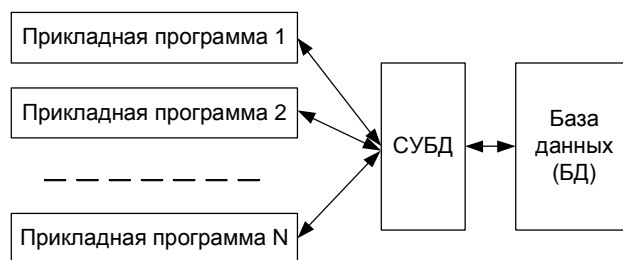 Прикладная программа 1
Прикладная программа 2
Прикладная программа N
СУБД
База
данных
(БД)